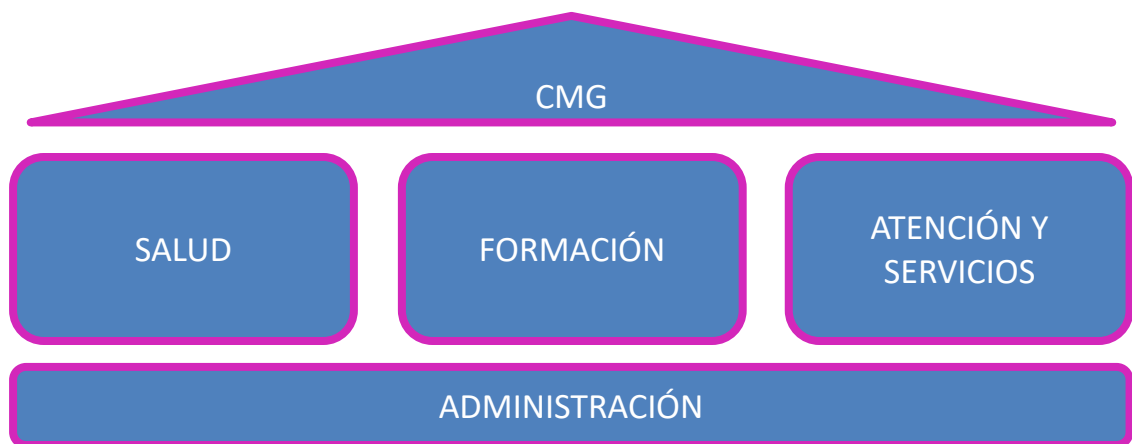 CMG
SALUD
FORMACIÓN
ATENCIÓN Y
SERVICIOS
ADMINISTRACIÓN